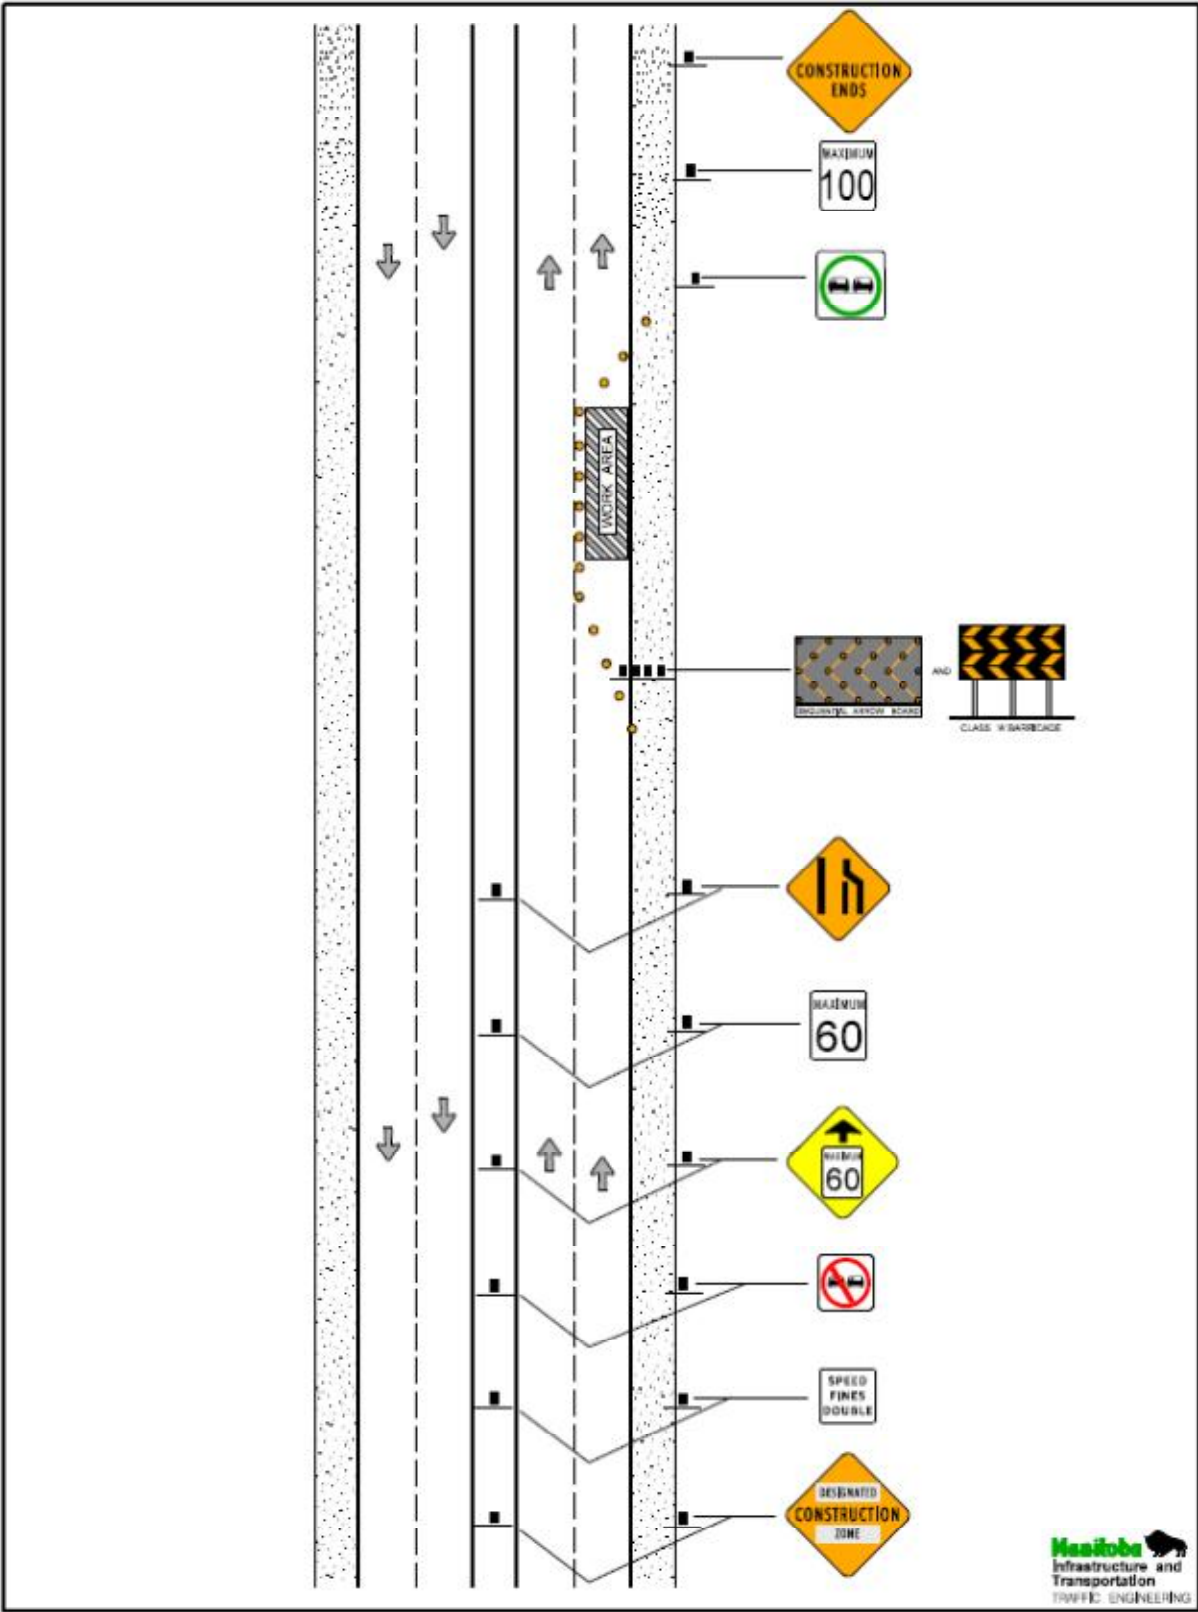 CONSTRUCTION
ENDS
MAXIMUM
100
WORK AREA
SEQUENTIAL ARROW BOARD
AND
CLASS
BARRICADE
MAXIMUM
60
MAXIMUM
60
SPEED
FINES
DOUBLE
DESIGNATED
CONSTRUCTION
ZONE
Manitoba
Infrastructure and
Transportation
TRAFFIC ENGINEERING